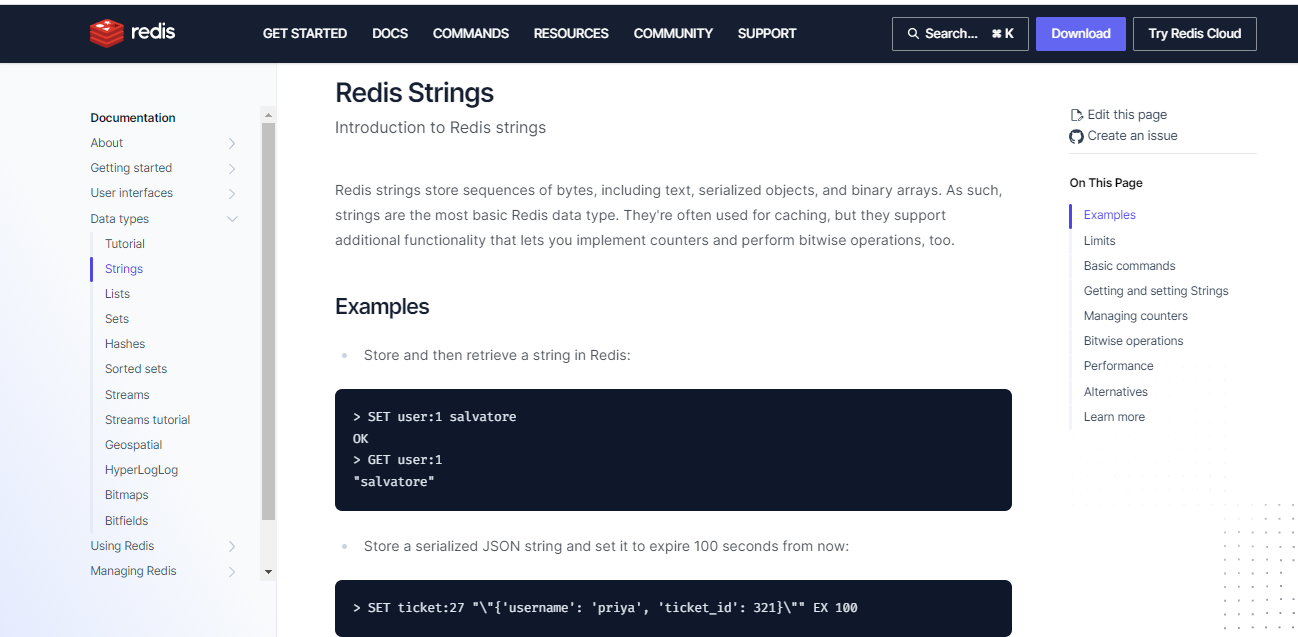 redis
GET STARTED
DOCS
COMMANDS
RESOURCES
COMMUNITY
SUPPORT
Search... ⌘ K
Download
Try Redis Cloud
Documentation
About
Getting started
User interfaces
Data types
Tutorial
Strings
Lists
Sets
Hashes
Sorted sets
Streams
Streams tutorial
Geospatial
HyperLogLog
Bitmaps
Bitfields
Using Redis
Managing Redis
Redis Strings
Introduction to Redis strings
Redis strings store sequences of bytes, including text, serialized objects, and binary arrays. As such,
strings are the most basic Redis data type. They're often used for caching, but they support
additional functionality that lets you implement counters and perform bitwise operations, too.
Examples
Store and then retrieve a string in Redis:
> SET user:1 salvatore
OK
> GET user:1
"salvatore"
Store a serialized JSON string and set it to expire 100 seconds from now:
> SET ticket:27 "\"{'username': 'priya', 'ticket_id': 321}\"" EX 100
Edit this page
Create an issue
On This Page
Examples
Limits
Basic commands
Getting and setting Strings
Managing counters
Bitwise operations
Performance
Alternatives
Learn more